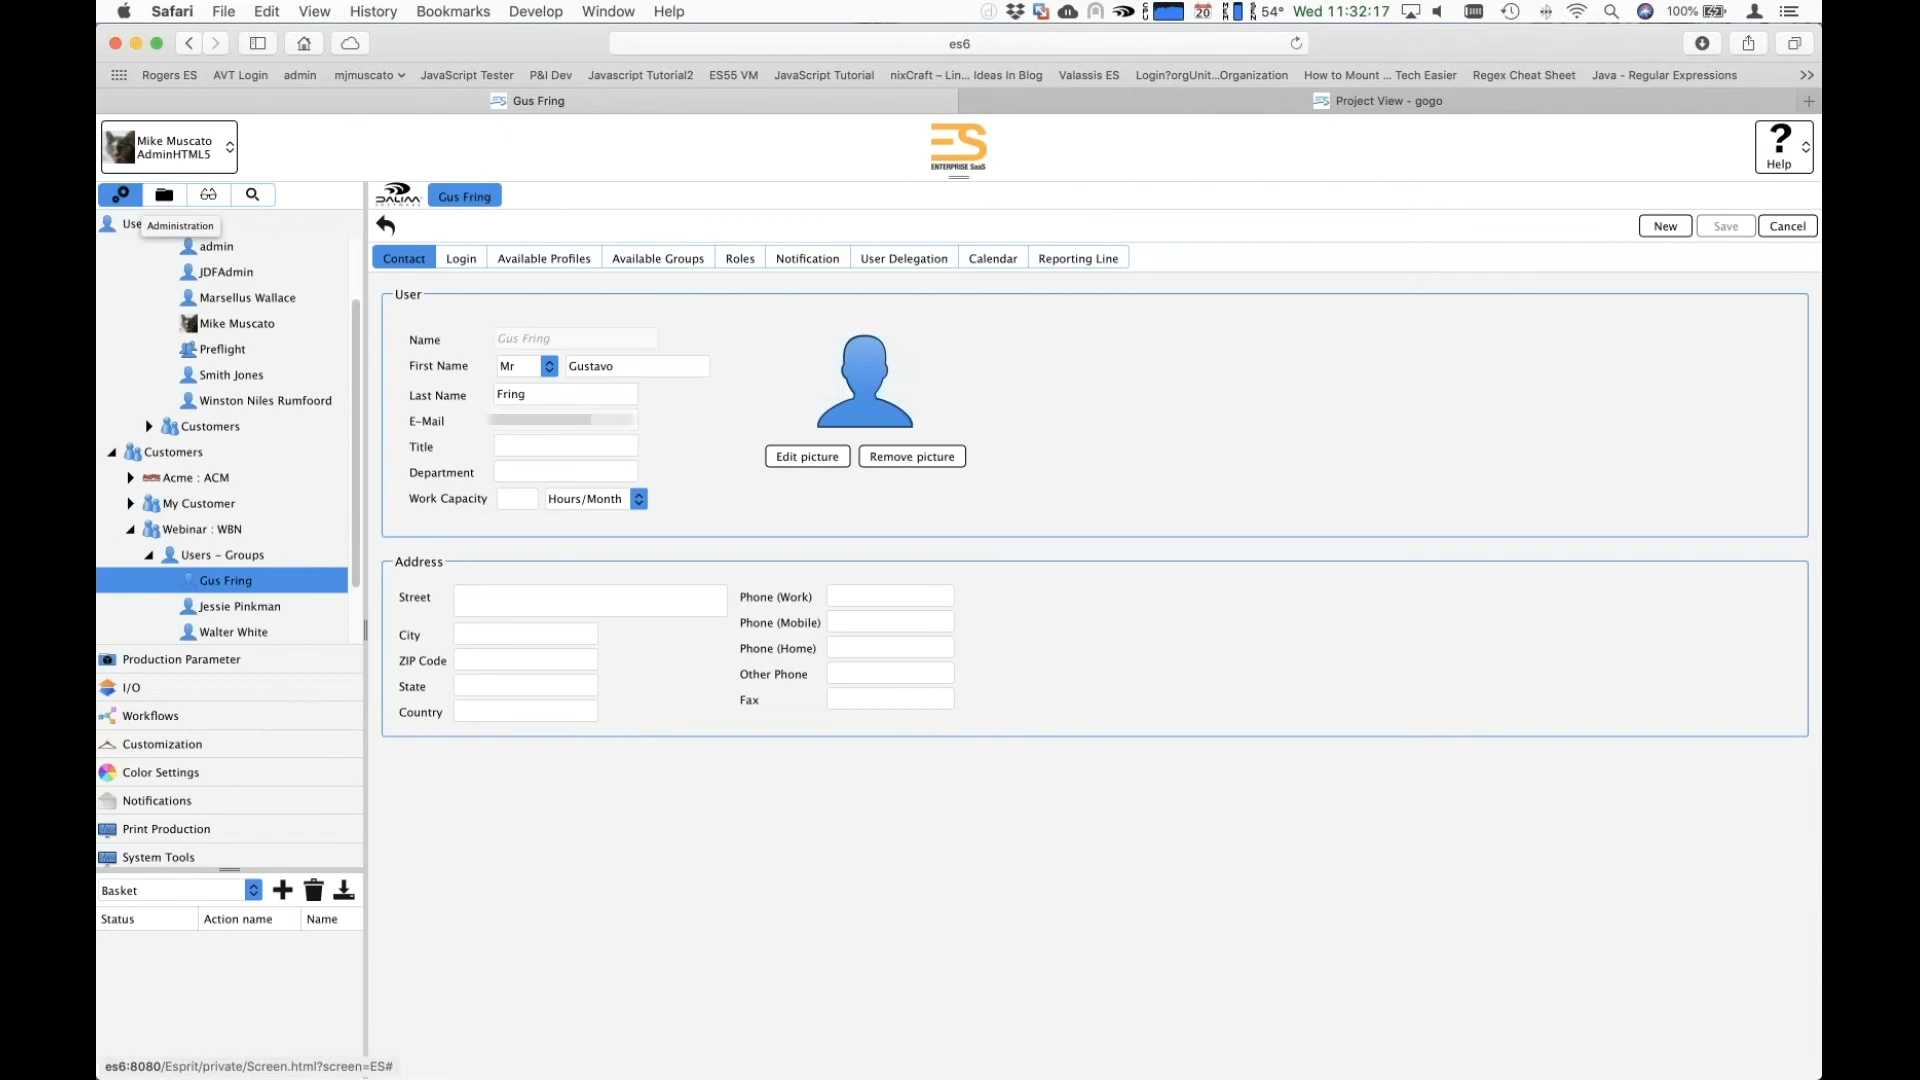 Safari File Edit View History Bookmarks Develop Window Help 20 54° Wed 11:32:17 100%
es6
Rogers ES AVT Login admin mjmuscato JavaScript Tester P&I Dev Javascript Tutorial2 ES55 VM JavaScript Tutorial nixCraft – Lin... Ideas In Blog Valassis ES Login?orgUnit...Organization How to Mount ... Tech Easier Regex Cheat Sheet Java - Regular Expressions
Gus Fring Project View - gogo
Mike Muscato
AdminHTML5
ES
ENTERPRISE SaaS
?
Help
DALIM
SOFTWARE
Gus Fring
Use
Administration
New Save Cancel
admin
JDFAdmin
Marsellus Wallace
Mike Muscato
Preflight
Smith Jones
Winston Niles Rumfoord
Customers
Customers
Acme : ACM
My Customer
Webinar : WBN
Users – Groups
Gus Fring
Jessie Pinkman
Walter White
Production Parameter
I/O
Workflows
Customization
Color Settings
Notifications
Print Production
System Tools
Basket
Status Action name Name
Contact Login Available Profiles Available Groups Roles Notification User Delegation Calendar Reporting Line
User
Name Gus Fring
First Name Mr Gustavo
Last Name Fring
E-Mail
Title
Department
Work Capacity Hours/Month
Edit picture Remove picture
Address
Street
City
ZIP Code
State
Country
Phone (Work)
Phone (Mobile)
Phone (Home)
Other Phone
Fax
es6:8080/Esprit/private/Screen.html?screen=ES#